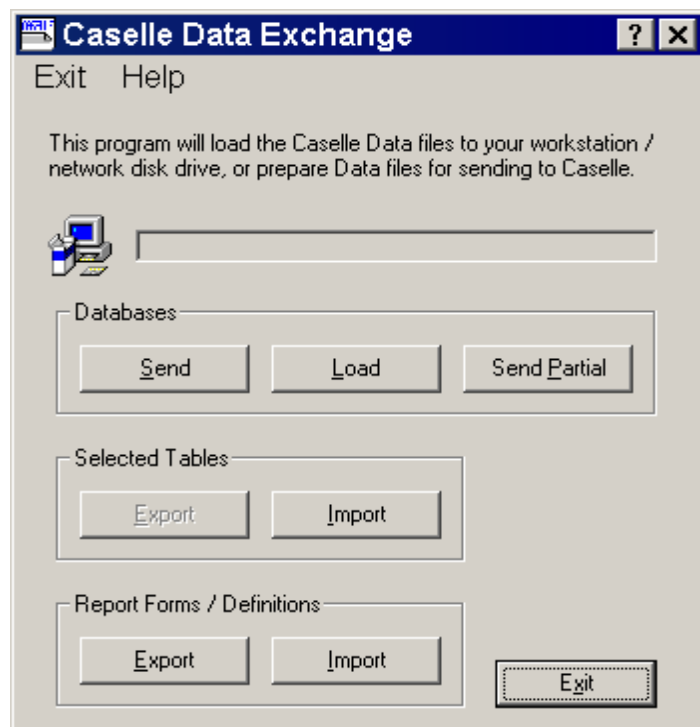 Caselle Data Exchange
Exit Help
This program will load the Caselle Data files to your workstation /
network disk drive, or prepare Data files for sending to Caselle.
Databases
Send Load Send Partial
Selected Tables
Export Import
Report Forms / Definitions
Export Import
Exit